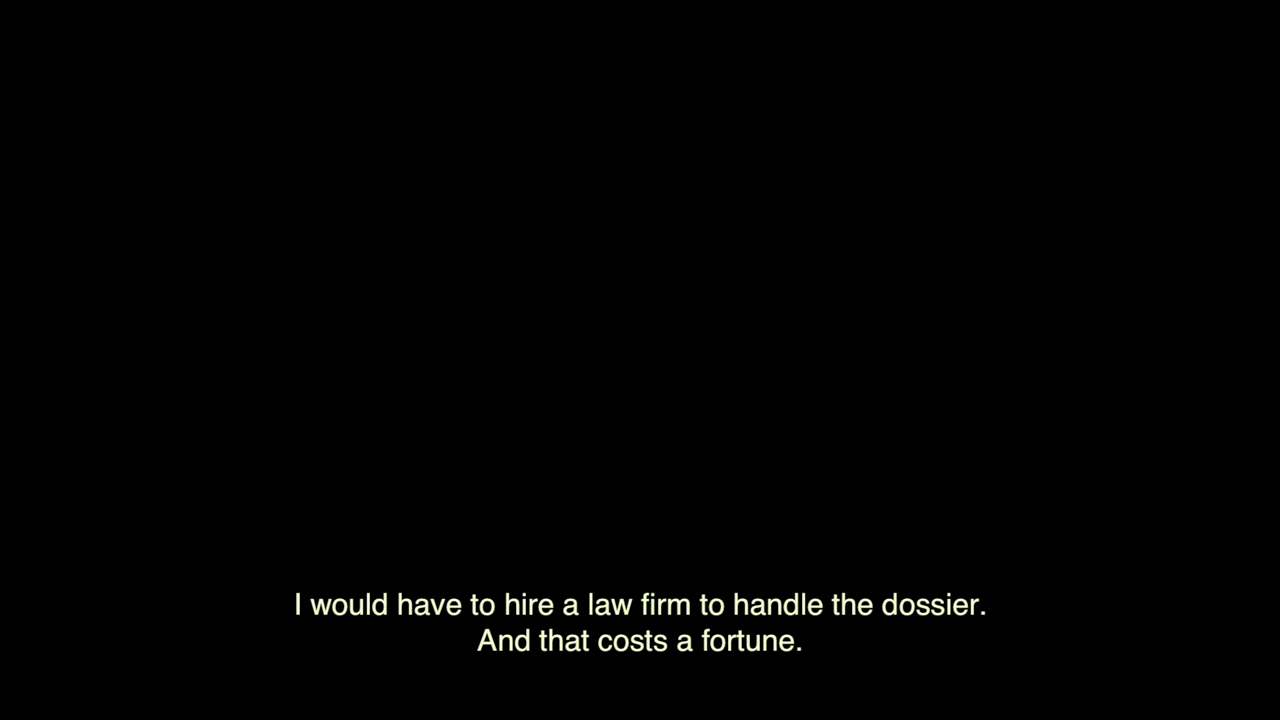 I would have to hire a law firm to handle the dossier.
And that costs a fortune.